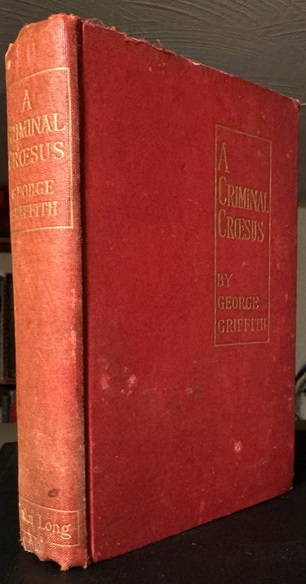 A
CRIMINAL
CRŒSUS
GEORGE
GRIFFITH
Long
A
CRIMINAL
CRŒSUS
BY
GEORGE
GRIFFITH